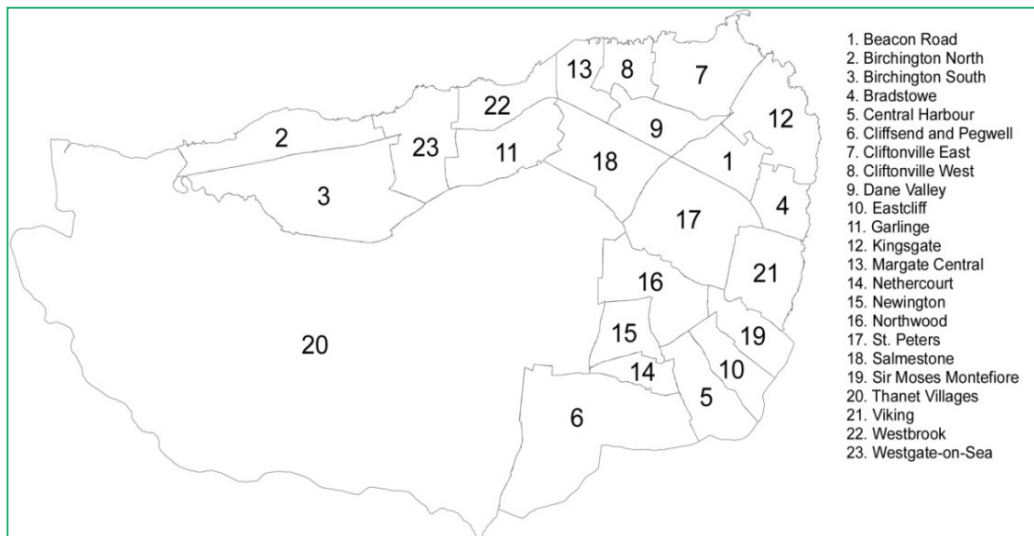 1. Beacon Road
2. Birchington North
3. Birchington South
4. Bradstowe
5. Central Harbour
6. Cliffsend and Pegwell
7. Cliftonville East
8. Cliftonville West
9. Dane Valley
10. Eastcliff
11. Garlinge
12. Kingsgate
13. Margate Central
14. Nethercourt
15. Newington
16. Northwood
17. St. Peters
18. Salmestone
19. Sir Moses Montefiore
20. Thanet Villages
21. Viking
22. Westbrook
23. Westgate-on-Sea
13
8
7
22
12
2
23
11
9
18
1
3
4
17
21
16
20
15
19
14
10
5
6